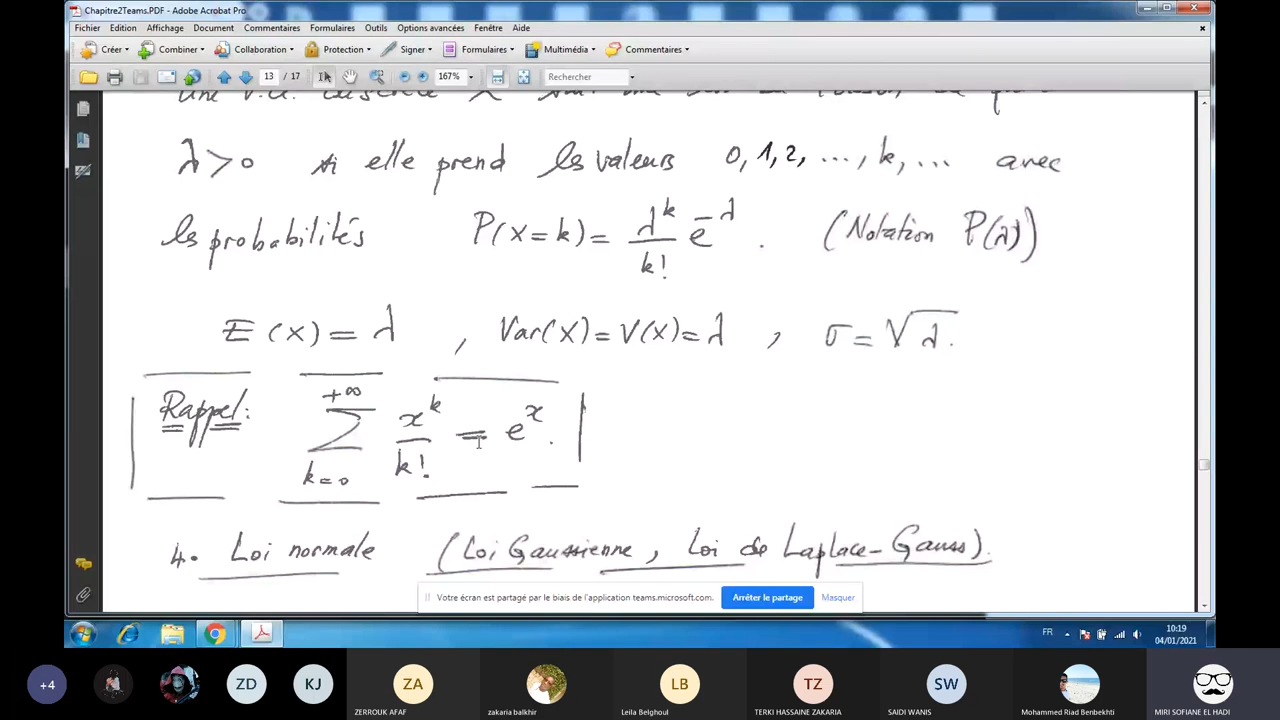 Chapitre2Teams.PDF - Adobe Acrobat Pro
Fichier Edition Affichage Document Commentaires Formulaires Outils Options avancées Fenêtre Aide
Créer Combiner Collaboration Protection Signer Formulaires Multimédia Commentaires
13 / 17 167% Rechercher
λ>0 si elle prend les valeurs 0, 1, 2, ..., k, ... avec
les probabilités P(X=k) = λ^k/k! e^-λ . (Notation P(λ))
E(X) = λ , Var(X) = V(X) = λ , σ = √λ.
Rappel: +∞ Σ k=0 x^k/k! = e^x.
4. Loi normale (Loi Gaussienne, Loi de Laplace-Gauss).
Votre écran est partagé par le biais de l'application teams.microsoft.com. Arrêter le partage Masquer
FR 10:19
04/01/2021
+4 ZD KJ ZA LB TZ SW
ZERROUK AFAF zakaria balkhir Leila Belghoul TERKI HASSAINE ZAKARIA SAIDI WANIS Mohammed Riad Benbekhti MIRI SOFIANE EL HADI